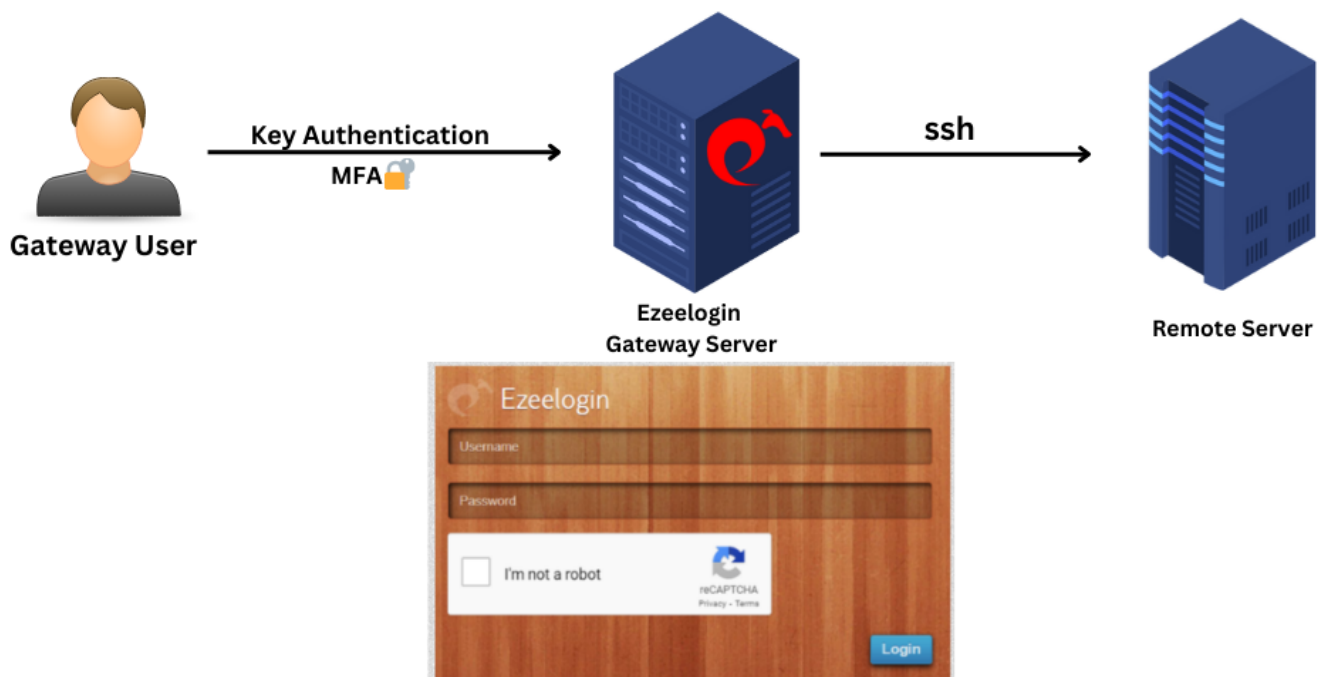 Key Authentication
MFA
ssh
Gateway User
Ezeelogin
Gateway Server
Remote Server
Ezeelogin
Username
Password
I'm not a robot
reCAPTCHA
Privacy - Terms
Login